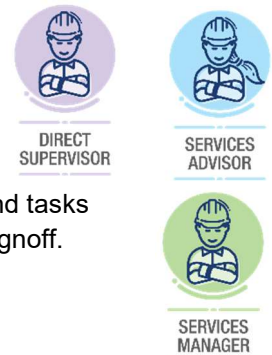 DIRECT
SUPERVISOR
SERVICES
ADVISOR
nd tasks
gnoff.
SERVICES
MANAGER